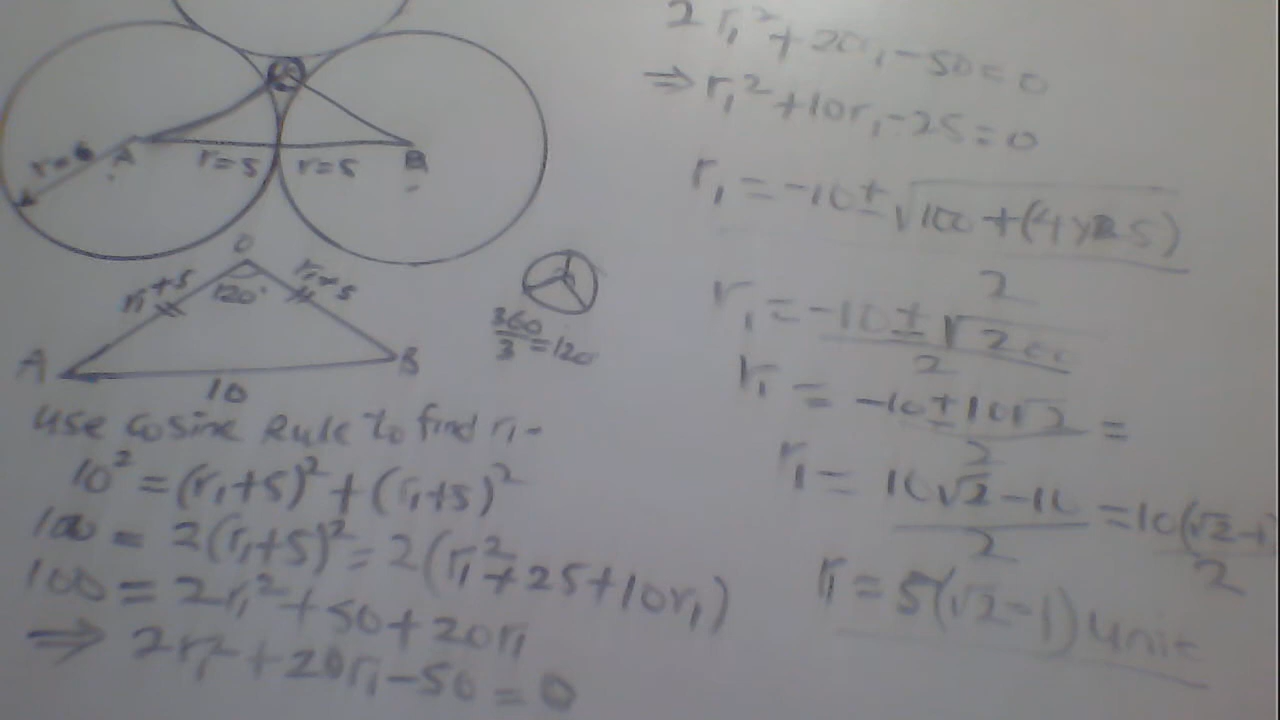 r=6 A r=5 r=5 B
O
r₁+5 120° r₁+5
A 10 B
360/3 = 120
Use Cosine Rule to find r₁-
10² = (r₁+5)² + (r₁+5)²
100 = 2(r₁+5)² = 2(r₁²+25+10r₁)
100 = 2r₁² + 50 + 20r₁
⇒ 2r₁² + 20r₁ - 50 = 0
2r₁² + 20r₁ - 50 = 0
⇒ r₁² + 10r₁ - 25 = 0
r₁ = -10 ± √100 + (4×25) / 2
r₁ = -10 ± √200 / 2
r₁ = -10 ± 10√2 / 2 =
r₁ = 10√2 - 10 / 2 = 10(√2-1) / 2
r₁ = 5(√2-1) unit